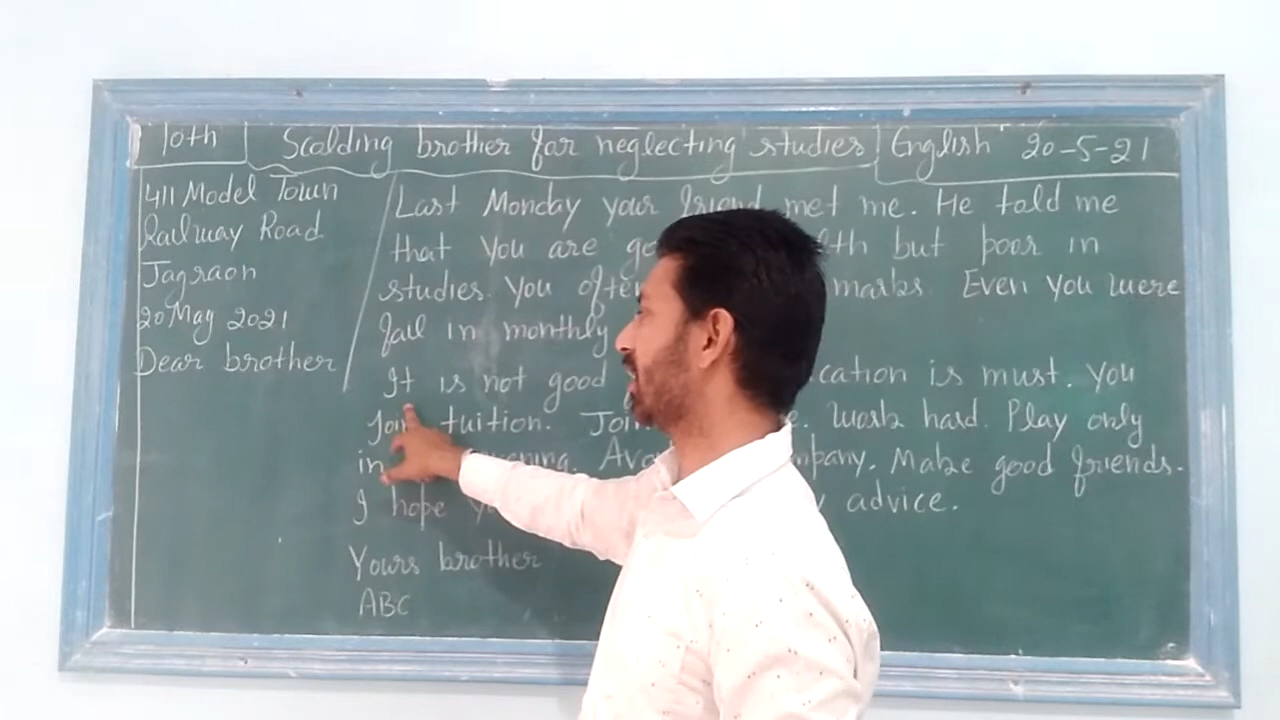 10th Scolding brother for neglecting studies English 20-5-21
411 Model Town
Railway Road
Jagraon
20 May 2021
Dear brother
Last Monday your friend met me. He told me
that you are but poor in
studies. You often marks. Even you were
fail in monthly
It is not good is must. you
Join tuition. work hard. Play only
in company. Make good friends.
I hope advice.
Yours brother
ABC